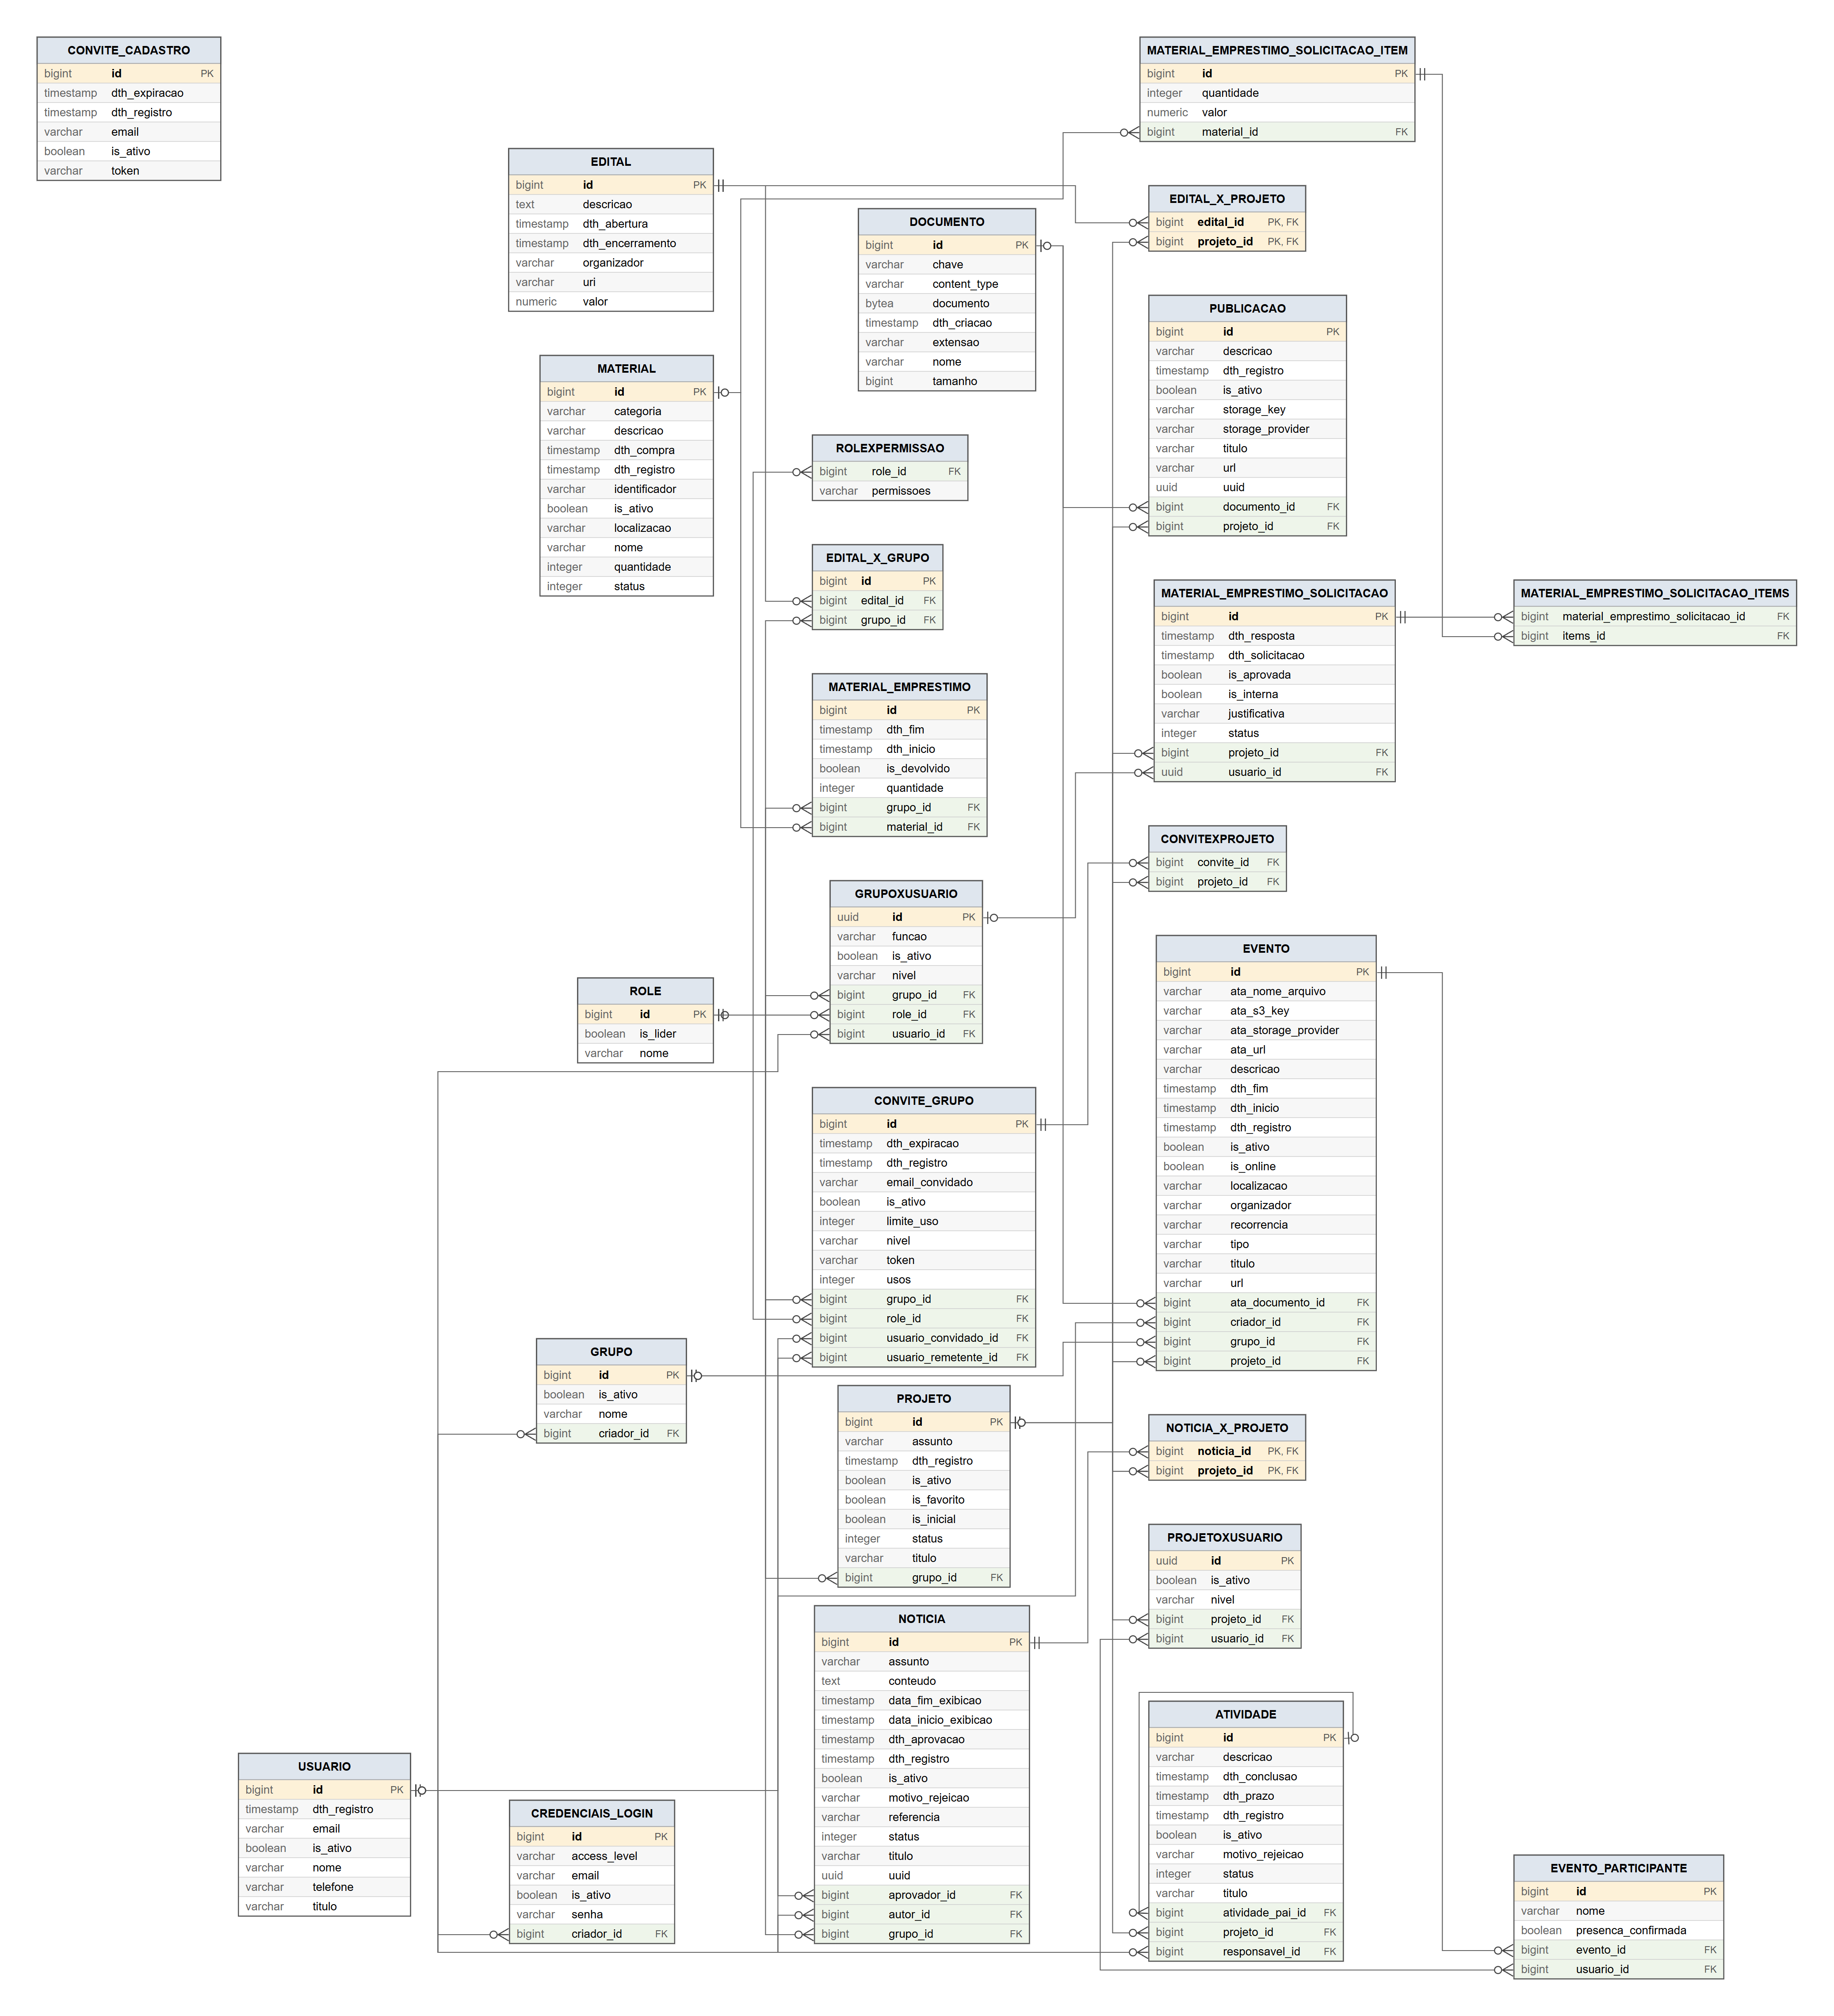 CONVITE_CADASTRO
bigint id PK
timestamp dth_expiracao
timestamp dth_registro
varchar email
boolean is_ativo
varchar token
MATERIAL_EMPRESTIMO_SOLICITACAO_ITEM
bigint id PK
integer quantidade
numeric valor
bigint material_id FK
EDITAL
bigint id PK
text descricao
timestamp dth_abertura
timestamp dth_encerramento
varchar organizador
varchar uri
numeric valor
EDITAL_X_PROJETO
bigint edital_id PK, FK
bigint projeto_id PK, FK
DOCUMENTO
bigint id PK
varchar chave
varchar content_type
bytea documento
timestamp dth_criacao
varchar extensao
varchar nome
bigint tamanho
PUBLICACAO
bigint id PK
varchar descricao
timestamp dth_registro
boolean is_ativo
varchar storage_key
varchar storage_provider
varchar titulo
varchar url
uuid uuid
bigint documento_id FK
bigint projeto_id FK
MATERIAL
bigint id PK
varchar categoria
varchar descricao
timestamp dth_compra
timestamp dth_registro
varchar identificador
boolean is_ativo
varchar localizacao
varchar nome
integer quantidade
integer status
ROLEXPERMISSAO
bigint role_id FK
varchar permissoes
EDITAL_X_GRUPO
bigint id PK
bigint edital_id FK
bigint grupo_id FK
MATERIAL_EMPRESTIMO_SOLICITACAO
bigint id PK
timestamp dth_resposta
timestamp dth_solicitacao
boolean is_aprovada
boolean is_interna
varchar justificativa
integer status
bigint projeto_id FK
uuid usuario_id FK
MATERIAL_EMPRESTIMO_SOLICITACAO_ITEMS
bigint material_emprestimo_solicitacao_id FK
bigint items_id FK
MATERIAL_EMPRESTIMO
bigint id PK
timestamp dth_fim
timestamp dth_inicio
boolean is_devolvido
integer quantidade
bigint grupo_id FK
bigint material_id FK
CONVITEXPROJETO
bigint convite_id FK
bigint projeto_id FK
GRUPOXUSUARIO
uuid id PK
varchar funcao
boolean is_ativo
varchar nivel
bigint grupo_id FK
bigint role_id FK
bigint usuario_id FK
EVENTO
bigint id PK
varchar ata_nome_arquivo
varchar ata_s3_key
varchar ata_storage_provider
varchar ata_url
varchar descricao
timestamp dth_fim
timestamp dth_inicio
timestamp dth_registro
boolean is_ativo
boolean is_online
varchar localizacao
varchar organizador
varchar recorrencia
varchar tipo
varchar titulo
varchar url
bigint ata_documento_id FK
bigint criador_id FK
bigint grupo_id FK
bigint projeto_id FK
ROLE
bigint id PK
boolean is_lider
varchar nome
CONVITE_GRUPO
bigint id PK
timestamp dth_expiracao
timestamp dth_registro
varchar email_convidado
boolean is_ativo
integer limite_uso
varchar nivel
varchar token
integer usos
bigint grupo_id FK
bigint role_id FK
bigint usuario_convidado_id FK
bigint usuario_remetente_id FK
GRUPO
bigint id PK
boolean is_ativo
varchar nome
bigint criador_id FK
PROJETO
bigint id PK
varchar assunto
timestamp dth_registro
boolean is_ativo
boolean is_favorito
boolean is_inicial
integer status
varchar titulo
bigint grupo_id FK
NOTICIA_X_PROJETO
bigint noticia_id PK, FK
bigint projeto_id PK, FK
PROJETOXUSUARIO
uuid id PK
boolean is_ativo
varchar nivel
bigint projeto_id FK
bigint usuario_id FK
NOTICIA
bigint id PK
varchar assunto
text conteudo
timestamp data_fim_exibicao
timestamp data_inicio_exibicao
timestamp dth_aprovacao
timestamp dth_registro
boolean is_ativo
varchar motivo_rejeicao
varchar referencia
integer status
varchar titulo
uuid uuid
bigint aprovador_id FK
bigint autor_id FK
bigint grupo_id FK
ATIVIDADE
bigint id PK
varchar descricao
timestamp dth_conclusao
timestamp dth_prazo
timestamp dth_registro
boolean is_ativo
varchar motivo_rejeicao
integer status
varchar titulo
bigint atividade_pai_id FK
bigint projeto_id FK
bigint responsavel_id FK
USUARIO
bigint id PK
timestamp dth_registro
varchar email
boolean is_ativo
varchar nome
varchar telefone
varchar titulo
CREDENCIAIS_LOGIN
bigint id PK
varchar access_level
varchar email
boolean is_ativo
varchar senha
bigint criador_id FK
EVENTO_PARTICIPANTE
bigint id PK
varchar nome
boolean presenca_confirmada
bigint evento_id FK
bigint usuario_id FK